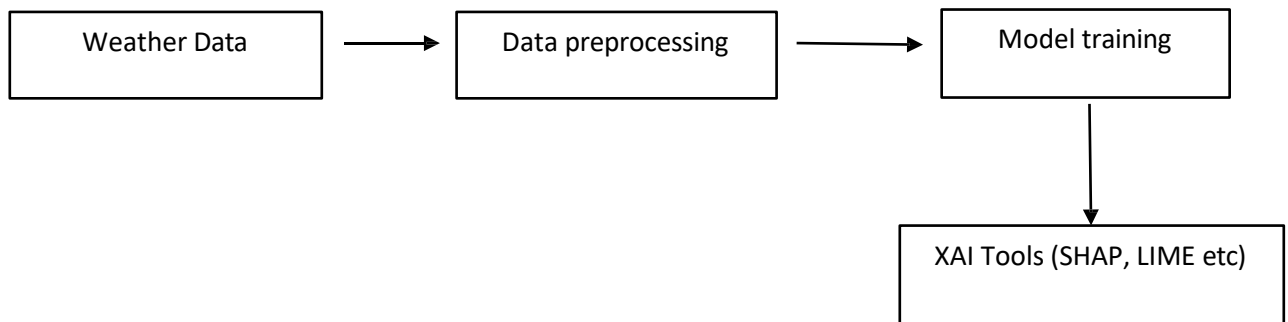 Weather Data
Data preprocessing
Model training
XAI Tools (SHAP, LIME etc)